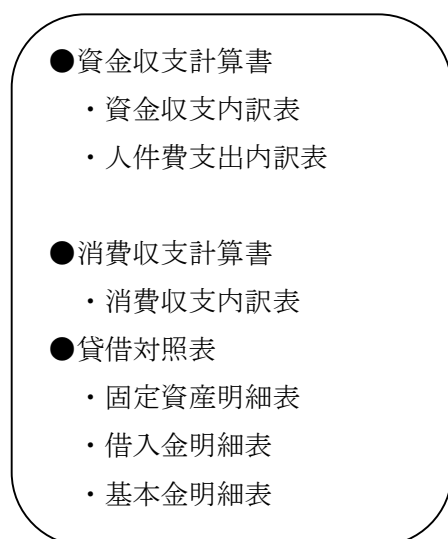 ●資金収支計算書
・資金収支内訳表
・人件費支出内訳表
●消費収支計算書
・消費収支内訳表
●貸借対照表
・固定資産明細表
・借入金明細表
・基本金明細表